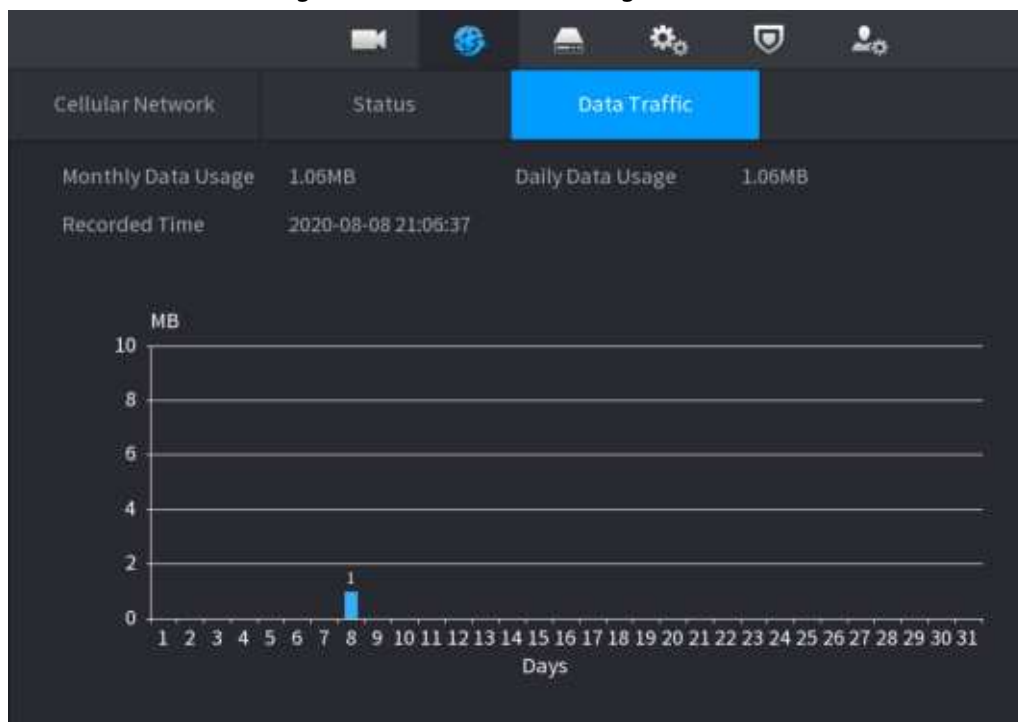 Cellular Network Status Data Traffic
Monthly Data Usage 1.06MB Daily Data Usage 1.06MB
Recorded Time 2020-08-08 21:06:37
MB
10
8
6
4
2
1
0
1 2 3 4 5 6 7 8 9 10 11 12 13 14 15 16 17 18 19 20 21 22 23 24 25 26 27 28 29 30 31
Days